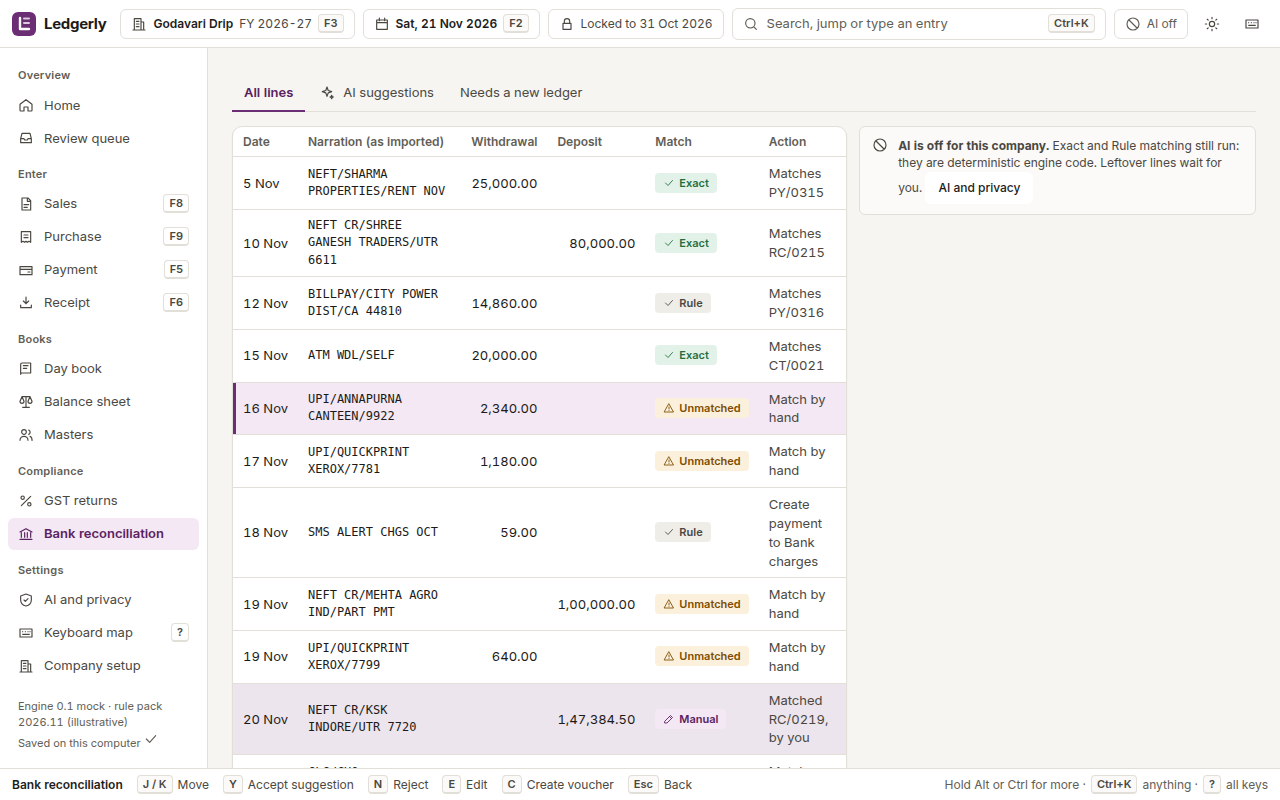 Ledgerly
Godavari Drip FY 2026-27 F3
Sat, 21 Nov 2026 F2
Locked to 31 Oct 2026
Search, jump or type an entry Ctrl+K
AI off
Overview
Home
Review queue
Enter
Sales F8
Purchase F9
Payment F5
Receipt F6
Books
Day book
Balance sheet
Masters
Compliance
GST returns
Bank reconciliation
Settings
AI and privacy
Keyboard map ?
Company setup
Engine 0.1 mock · rule pack
2026.11 (illustrative)
Saved on this computer
All lines AI suggestions Needs a new ledger
Date Narration (as imported) Withdrawal Deposit Match Action
5 Nov NEFT/SHARMA PROPERTIES/RENT NOV 25,000.00 Exact Matches PY/0315
10 Nov NEFT CR/SHREE GANESH TRADERS/UTR 6611 80,000.00 Exact Matches RC/0215
12 Nov BILLPAY/CITY POWER DIST/CA 44810 14,860.00 Rule Matches PY/0316
15 Nov ATM WDL/SELF 20,000.00 Exact Matches CT/0021
16 Nov UPI/ANNAPURNA CANTEEN/9922 2,340.00 Unmatched Match by hand
17 Nov UPI/QUICKPRINT XEROX/7781 1,180.00 Unmatched Match by hand
18 Nov SMS ALERT CHGS OCT 59.00 Rule Create payment to Bank charges
19 Nov NEFT CR/MEHTA AGRO IND/PART PMT 1,00,000.00 Unmatched Match by hand
19 Nov UPI/QUICKPRINT XEROX/7799 640.00 Unmatched Match by hand
20 Nov NEFT CR/KSK INDORE/UTR 7720 1,47,384.50 Manual Matched RC/0219, by you
AI is off for this company. Exact and Rule matching still run:
they are deterministic engine code. Leftover lines wait for
you. AI and privacy
Bank reconciliation J / K Move Y Accept suggestion N Reject E Edit C Create voucher Esc Back
Hold Alt or Ctrl for more · Ctrl+K anything · ? all keys